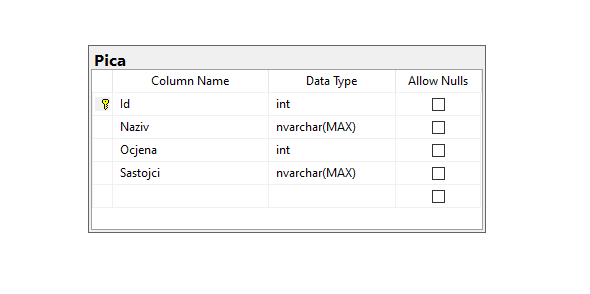 Pica
Column Name Data Type Allow Nulls
Id int
Naziv nvarchar(MAX)
Ocjena int
Sastojci nvarchar(MAX)